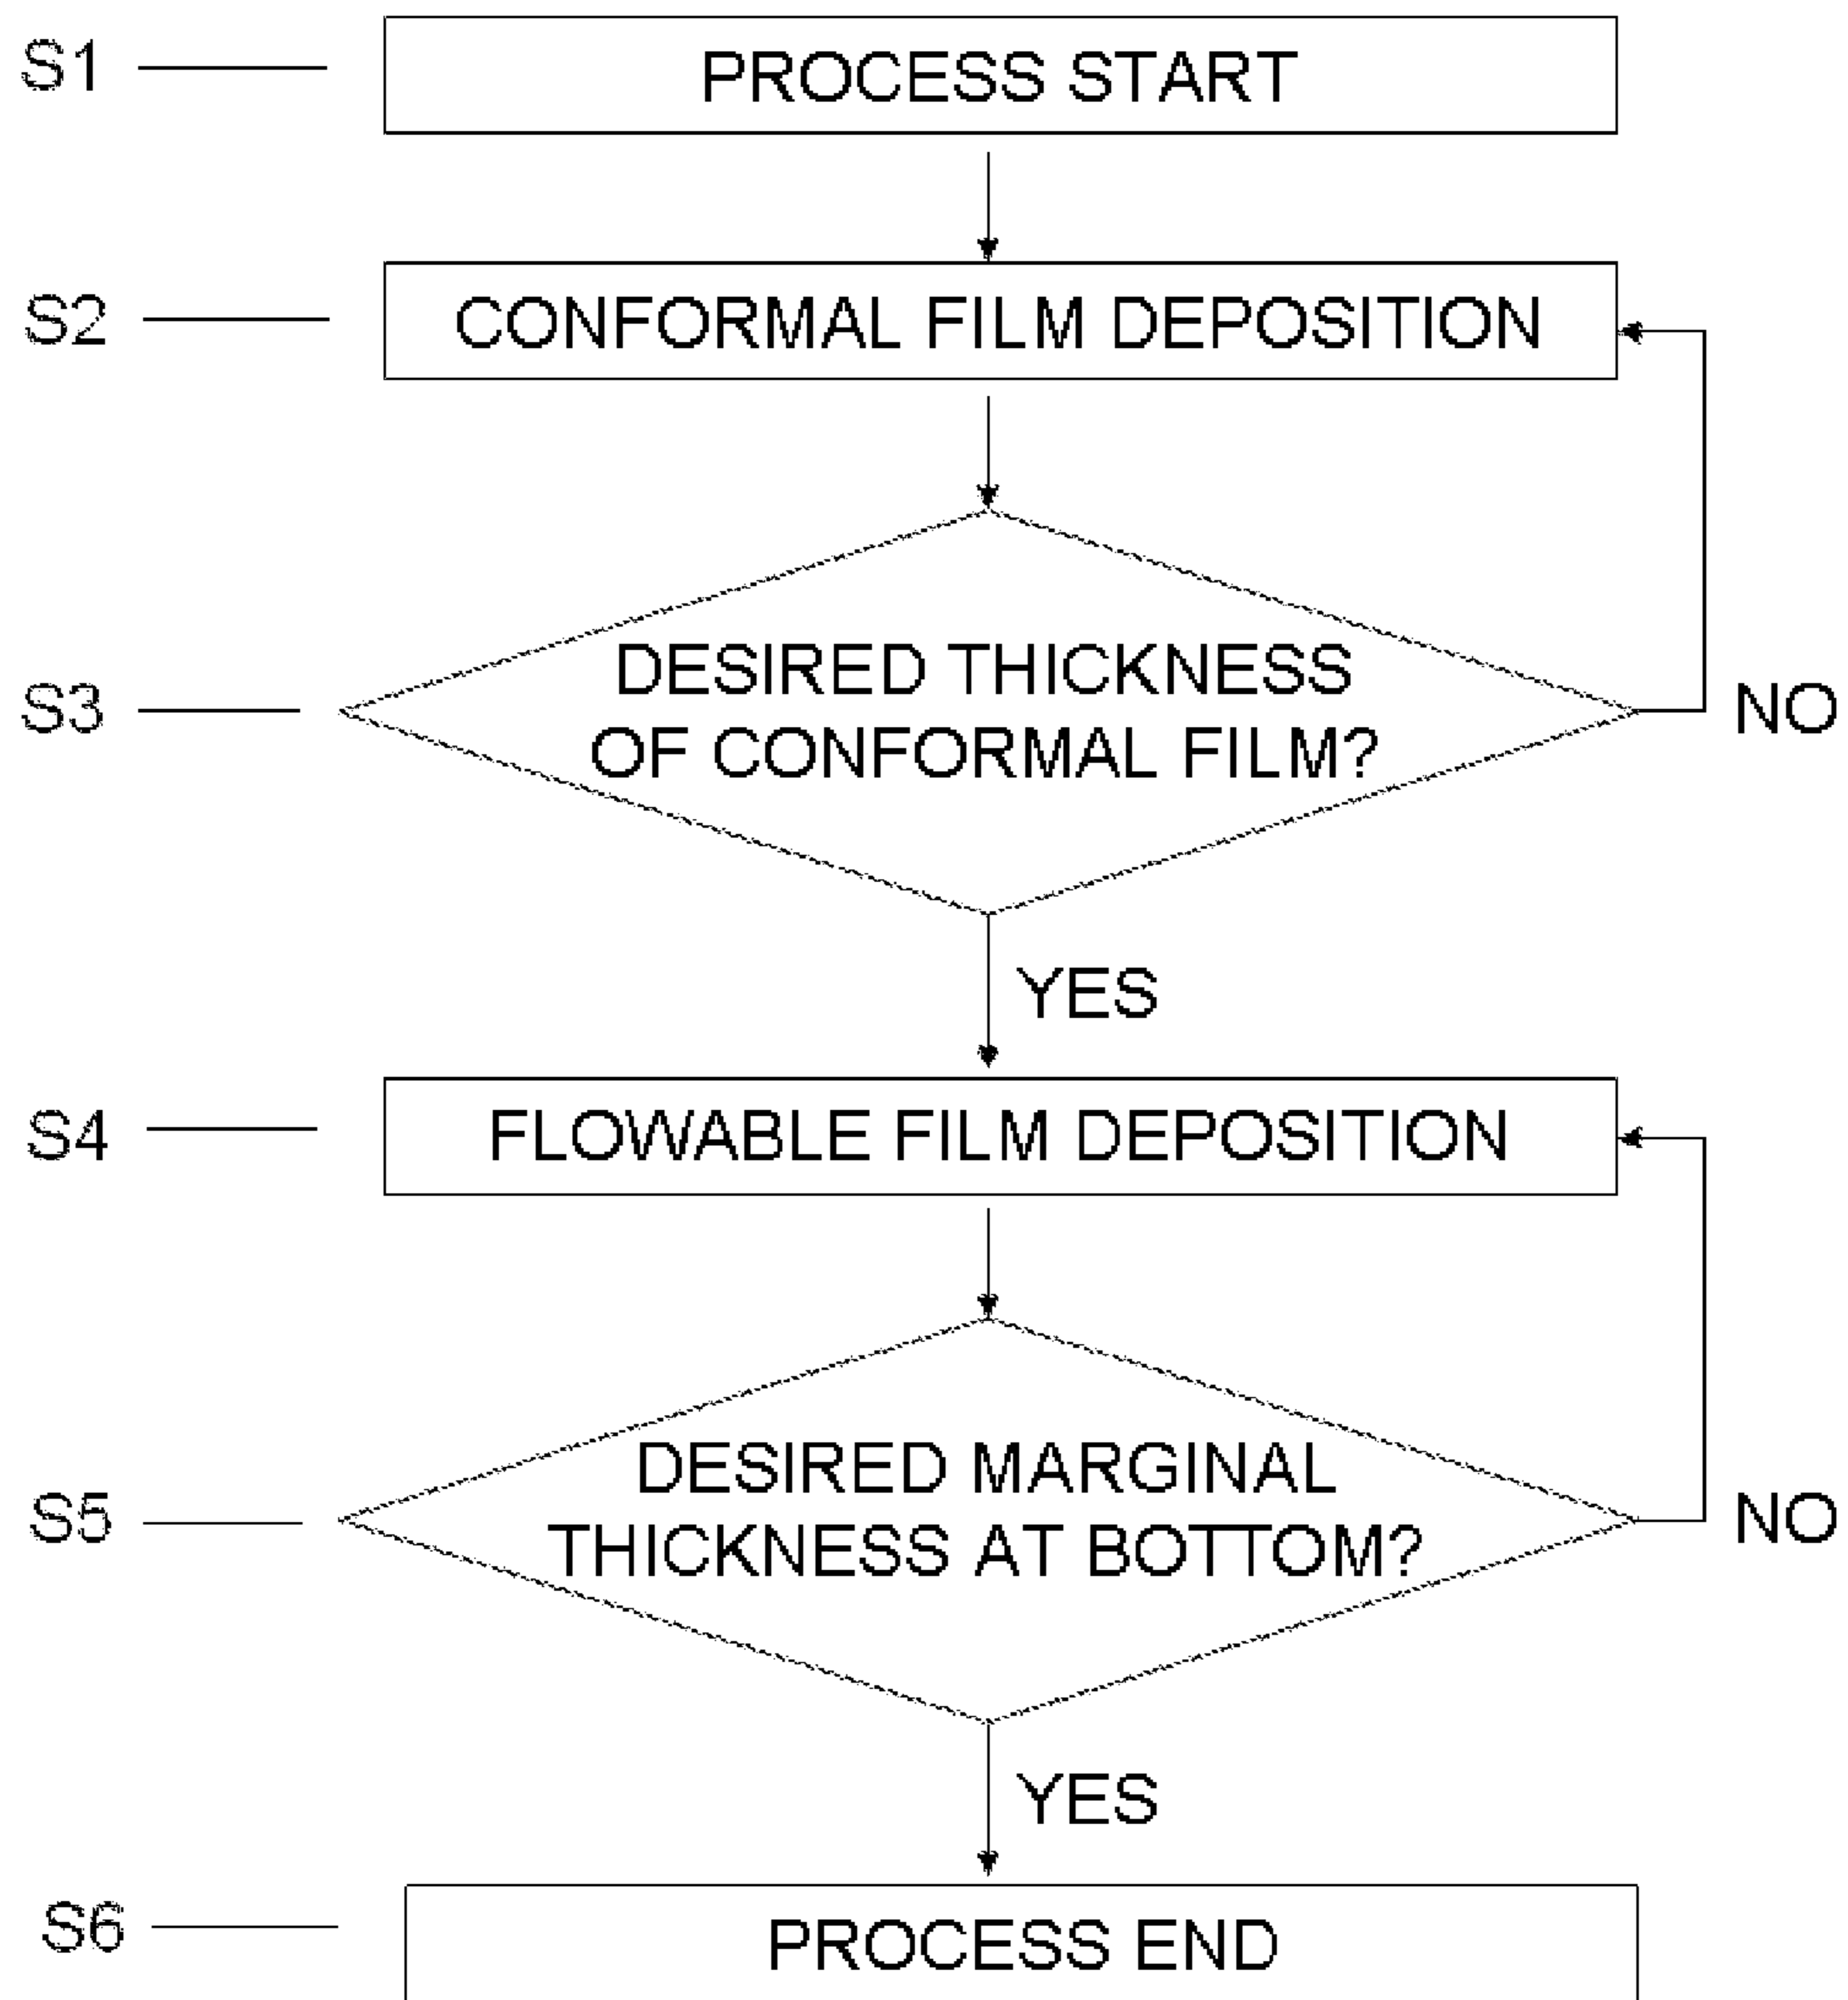 S1
PROCESS START
S2
CONFORMAL FILM DEPOSITION
S3
DESIRED THICKNESS
OF CONFORMAL FILM?
NO
YES
S4
FLOWABLE FILM DEPOSITION
S5
DESIRED MARGINAL
THICKNESS AT BOTTOM?
NO
YES
S6
PROCESS END